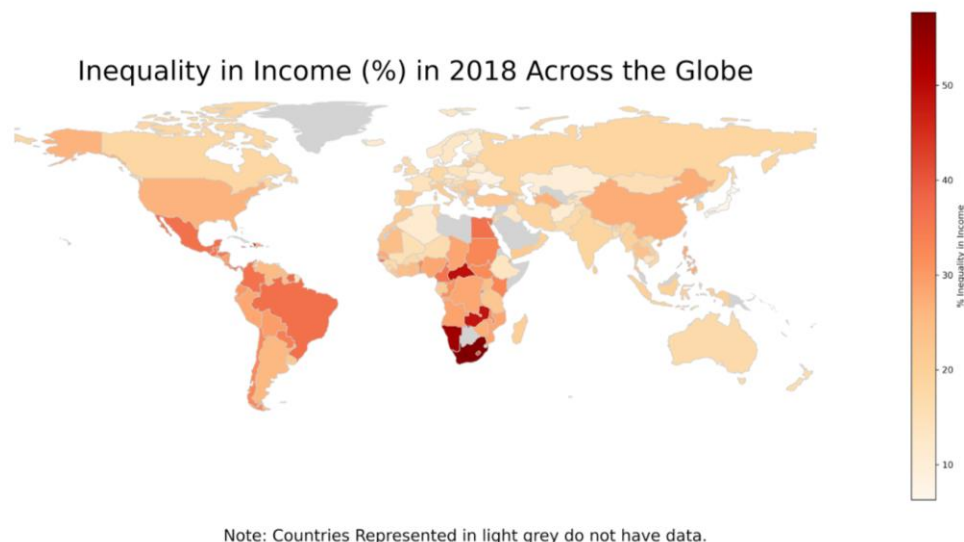 Inequality in Income (%) in 2018 Across the Globe
50
40
30
20
10
% Inequality in Income
Note: Countries Represented in light grey do not have data.